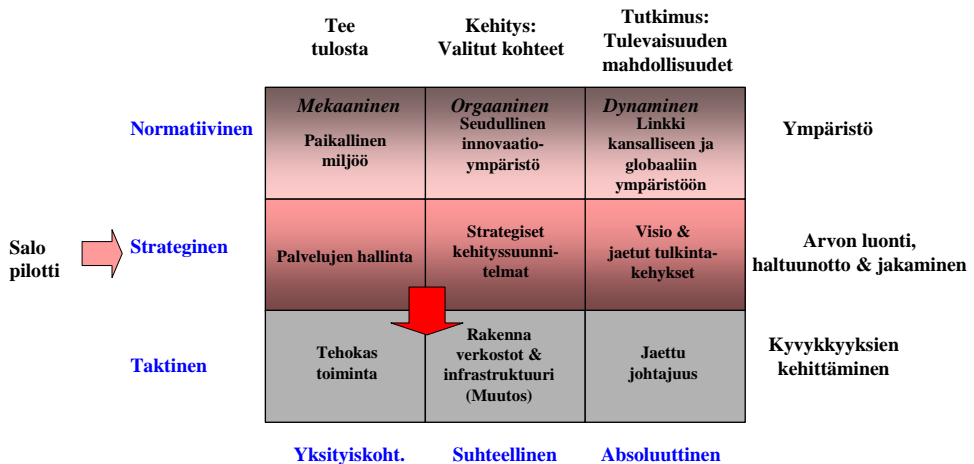 Tee
tulosta
Kehitys:
Valitut kohteet
Tutkimus:
Tulevaisuuden
mahdollisuudet
Normatiivinen
Mekaaninen
Paikallinen
miljöö
Orgaaninen
Seudullinen
innovaatio-
ympäristö
Dynaminen
Linkki
kansalliseen ja
globaaliin
ympäristöön
Ympäristö
Salo
pilotti
Strateginen
Palvelujen hallinta
Strategiset
kehityssuunni-
telmat
Visio &
jaetut tulkinta-
kehykset
Arvon luonti,
haltuunotto & jakaminen
Taktinen
Tehokas
toiminta
Rakenna
verkostot &
infrastruktuuri
(Muutos)
Jaettu
johtajuus
Kyvykkyyksien
kehittäminen
Yksityiskoht.
Suhteellinen
Absoluuttinen